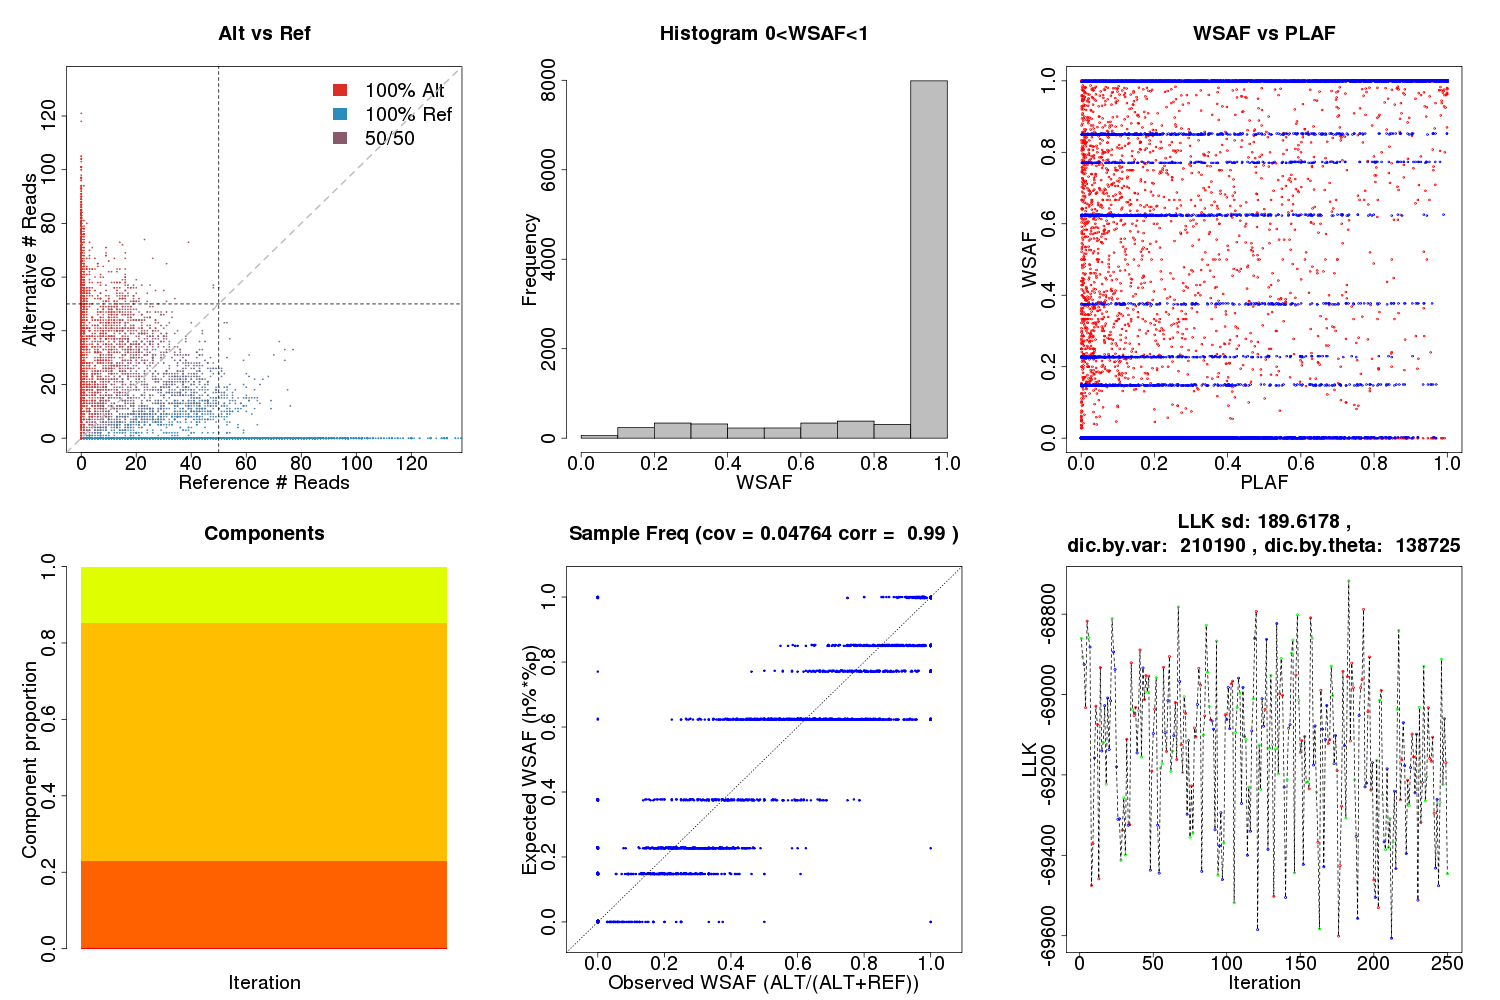 Alt vs Ref
100% Alt
100% Ref
50/50
Alternative # Reads
0 20 40 60 80 100 120
0 20 40 60 80 100 120
Reference # Reads
Histogram 0<WSAF<1
Frequency
0 2000 4000 6000 8000
0.0 0.2 0.4 0.6 0.8 1.0
WSAF
WSAF vs PLAF
WSAF
0.0 0.2 0.4 0.6 0.8 1.0
0.0 0.2 0.4 0.6 0.8 1.0
PLAF
Components
Component proportion
0.0 0.2 0.4 0.6 0.8 1.0
Iteration
Sample Freq (cov = 0.04764 corr = 0.99 )
Expected WSAF (h%*%p)
0.0 0.2 0.4 0.6 0.8 1.0
0.0 0.2 0.4 0.6 0.8 1.0
Observed WSAF (ALT/(ALT+REF))
LLK sd: 189.6178 ,
dic.by.var: 210190 , dic.by.theta: 138725
LLK
-69600 -69400 -69200 -69000 -68800
0 50 100 150 200 250
Iteration